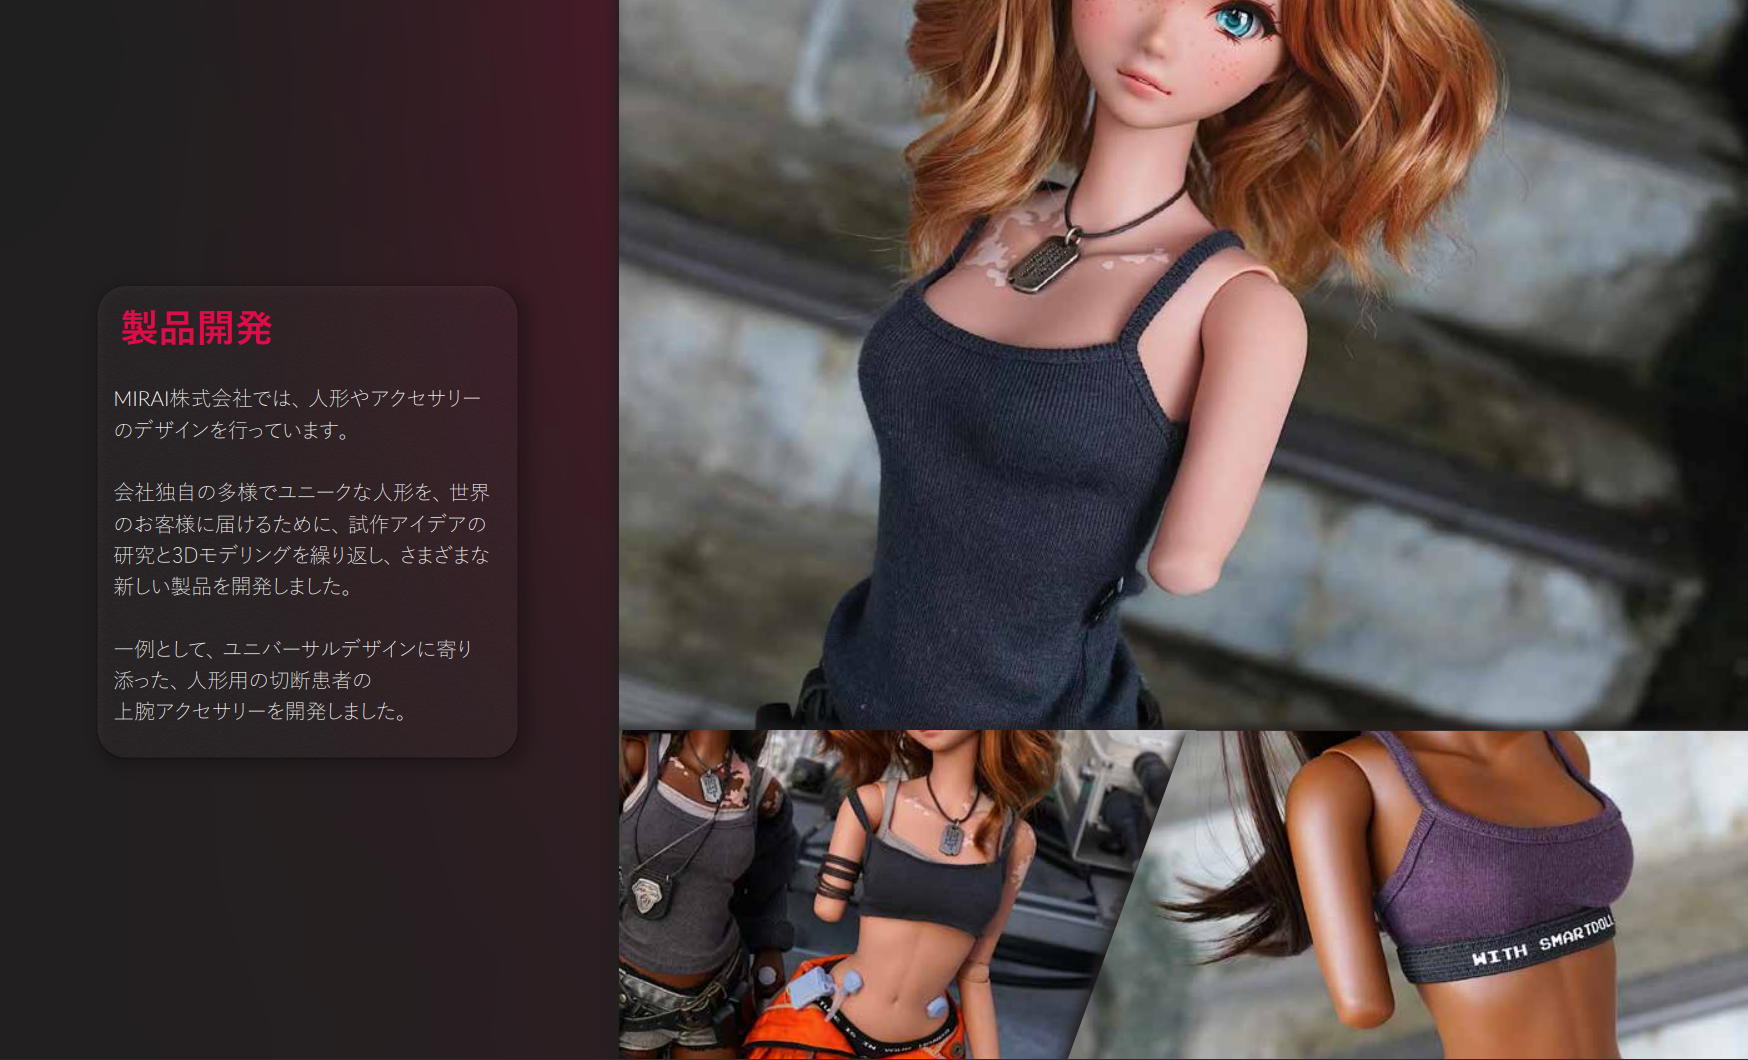 製品開発
MIRAI株式会社では、人形やアクセサリー
のデザインを行っています。
会社独自の多様でユニークな人形を、世界
のお客様に届けるために、試作アイデアの
研究と3Dモデリングを繰り返し、さまざまな
新しい製品を開発しました。
一例として、ユニバーサルデザインに寄り
添った、人形用の切断患者の
上腕アクセサリーを開発しました。
WITH SMARTDOLL